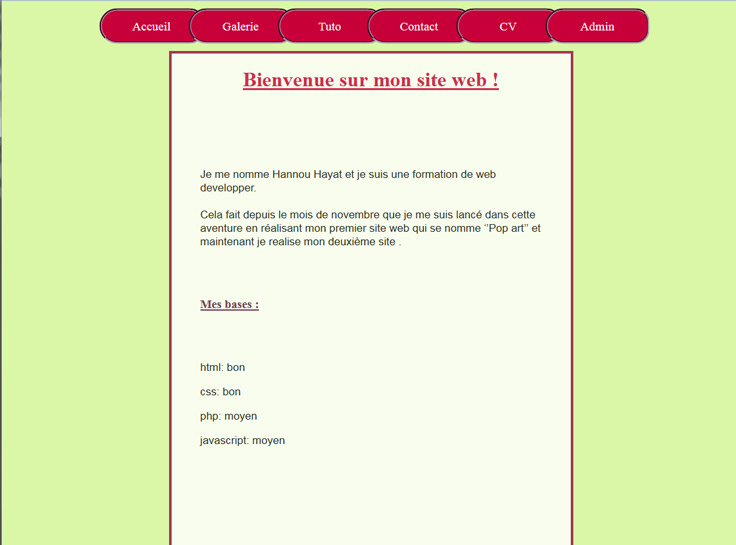 Accueil Galerie Tuto Contact CV Admin
Bienvenue sur mon site web !
Je me nomme Hannou Hayat et je suis une formation de web
developper.
Cela fait depuis le mois de novembre que je me suis lancé dans cette
aventure en réalisant mon premier site web qui se nomme ''Pop art'' et
maintenant je realise mon deuxième site .
Mes bases :
html: bon
css: bon
php: moyen
javascript: moyen